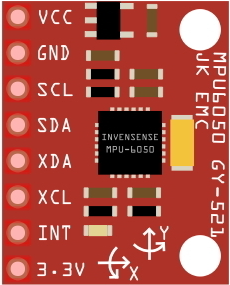 VCC
GND
SCL
SDA
XDA
XCL
INT
3.3V
INVENSENSE
MPU-6050
MPU6050 GY-521
JK EMC
Y
X